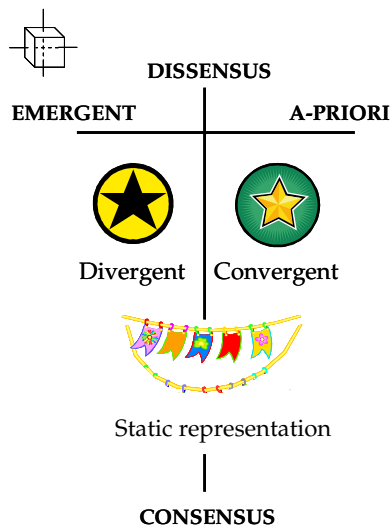 DISSENSUS
EMERGENT A-PRIORI
Divergent Convergent
Static representation
CONSENSUS